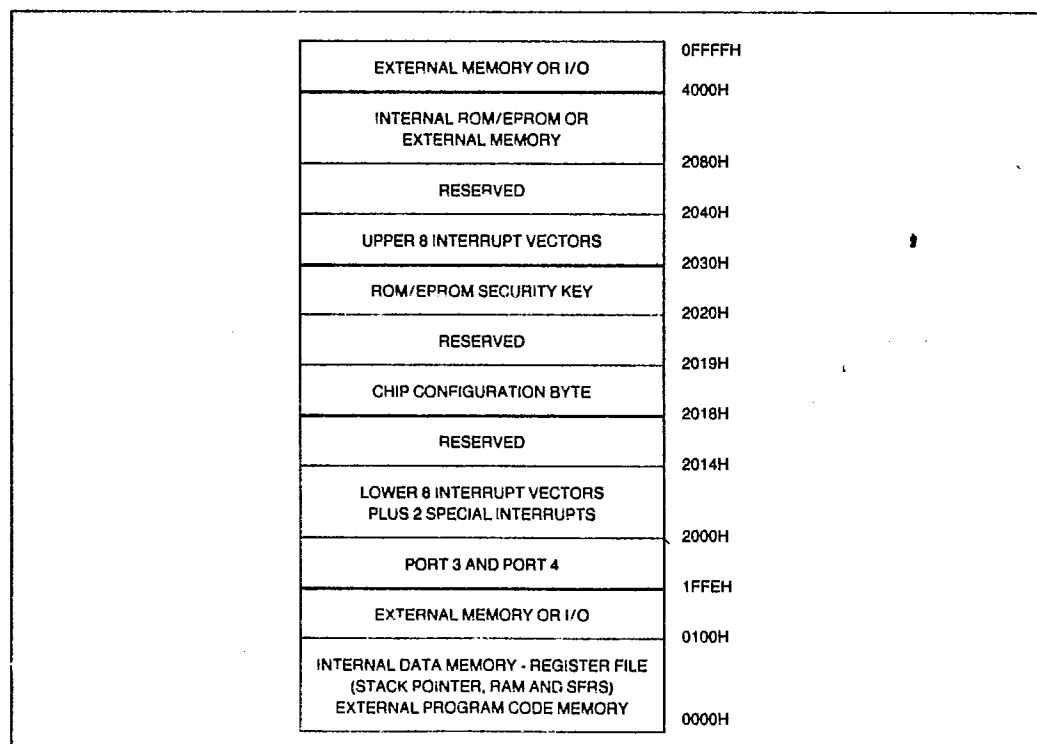 0FFFFH
EXTERNAL MEMORY OR I/O
4000H
INTERNAL ROM/EPROM OR
EXTERNAL MEMORY
2080H
RESERVED
2040H
UPPER 8 INTERRUPT VECTORS
2030H
ROM/EPROM SECURITY KEY
2020H
RESERVED
2019H
CHIP CONFIGURATION BYTE
2018H
RESERVED
2014H
LOWER 8 INTERRUPT VECTORS
PLUS 2 SPECIAL INTERRUPTS
2000H
PORT 3 AND PORT 4
1FFEH
EXTERNAL MEMORY OR I/O
0100H
INTERNAL DATA MEMORY - REGISTER FILE
(STACK POINTER, RAM AND SFRS)
EXTERNAL PROGRAM CODE MEMORY
0000H